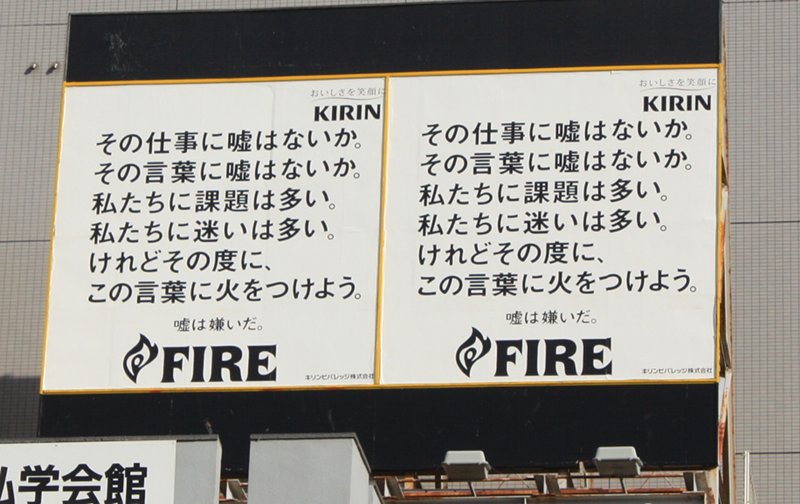 おいしさを笑顔に
KIRIN
その仕事に嘘はないか。
その言葉に嘘はないか。
私たちに課題は多い。
私たちに迷いは多い。
けれどその度に、
この言葉に火をつけよう。
嘘は嫌いだ。
FIRE
キリンビバレッジ株式会社
おいしさを笑顔に
KIRIN
その仕事に嘘はないか。
その言葉に嘘はないか。
私たちに課題は多い。
私たちに迷いは多い。
けれどその度に、
この言葉に火をつけよう。
嘘は嫌いだ。
FIRE
キリンビバレッジ株式会社
学会館